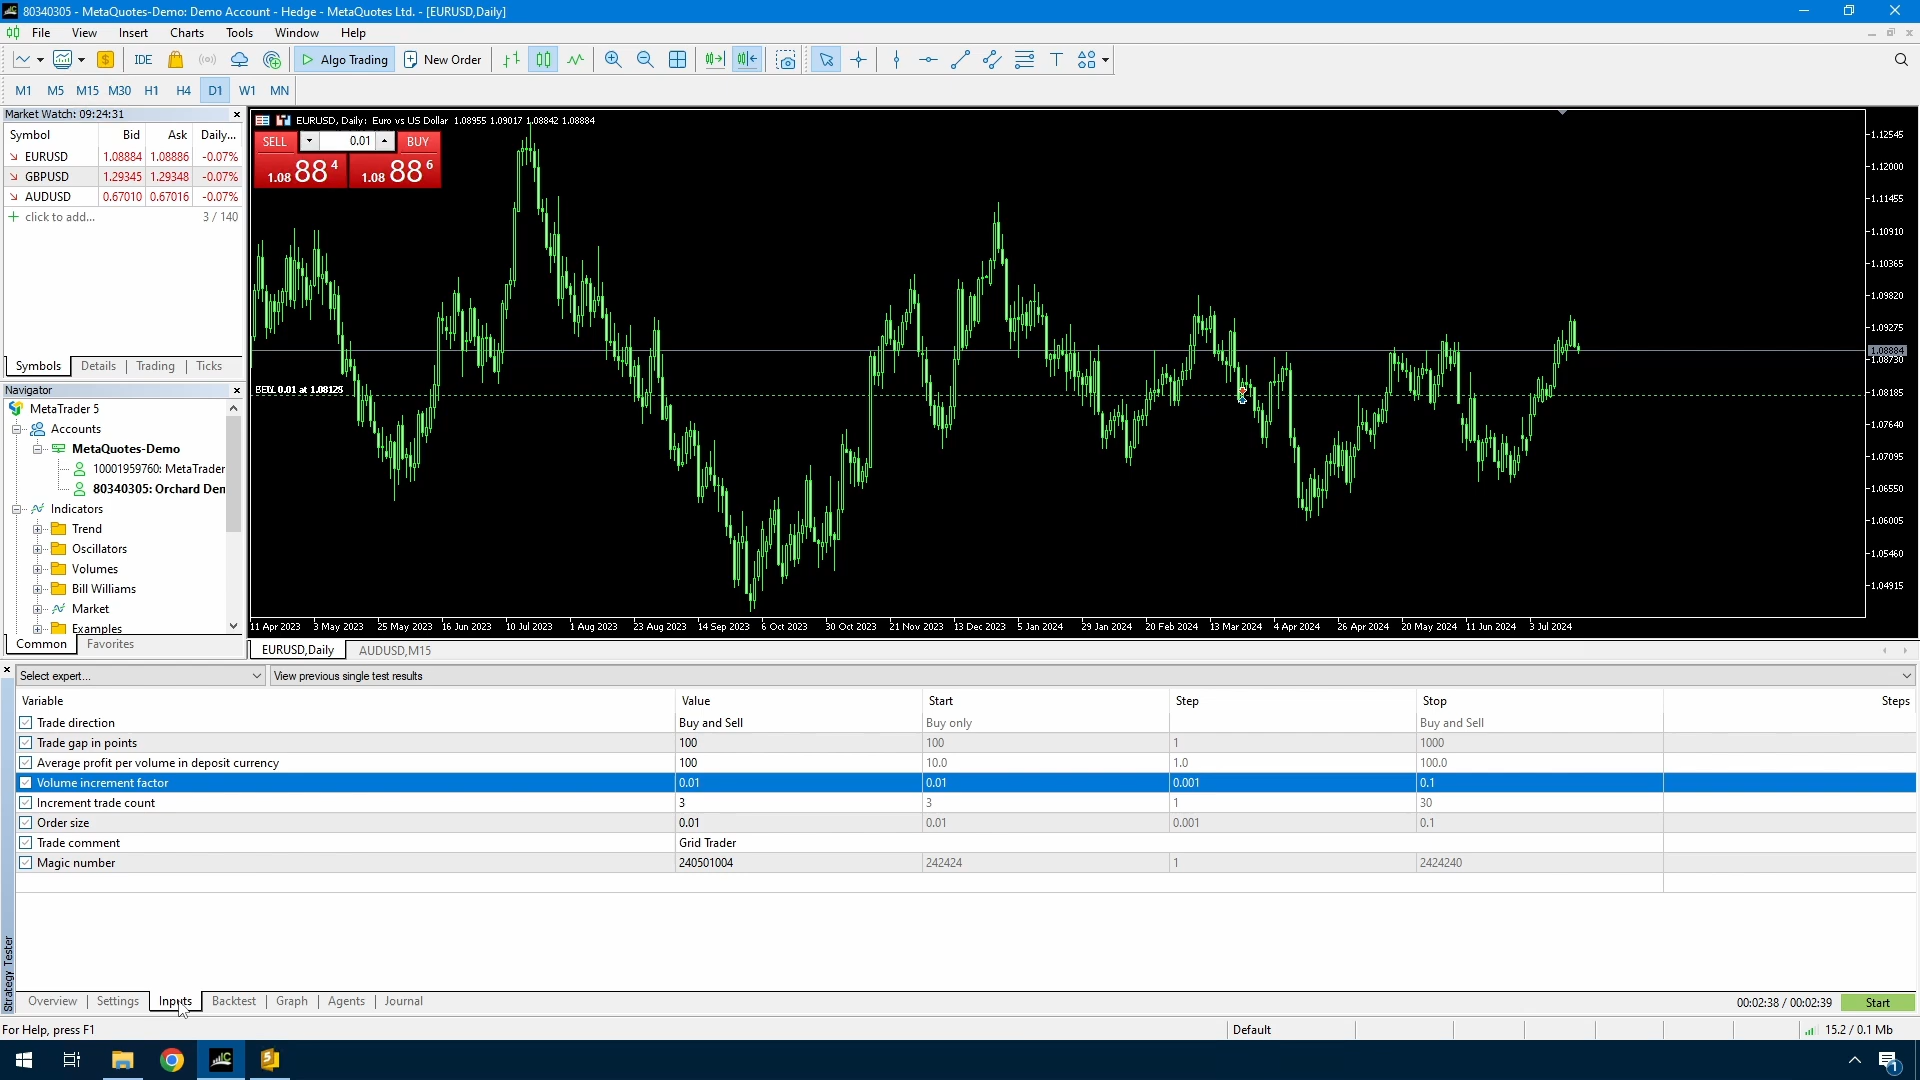 80340305 - MetaQuotes-Demo: Demo Account - Hedge - MetaQuotes Ltd. - [EURUSD,Daily]
File View Insert Charts Tools Window Help
IDE Algo Trading New Order
M1 M5 M15 M30 H1 H4 D1 W1 MN
Market Watch: 09:24:31
Symbol Bid Ask Daily...
EURUSD 1.08884 1.08886 -0.07%
GBPUSD 1.29345 1.29348 -0.07%
AUDUSD 0.67010 0.67016 -0.07%
click to add... 3 / 140
Symbols Details Trading Ticks
Navigator
MetaTrader 5
Accounts
MetaQuotes-Demo
10001959760: MetaTrader
80340305: Orchard Den
Indicators
Trend
Oscillators
Volumes
Bill Williams
Market
Examples
Common Favorites
EURUSD, Daily: Euro vs US Dollar 1.08955 1.09017 1.08842 1.08884
SELL 0.01 BUY
1.08 88 4 1.08 88 6
0.01 at 1.08128
1.12545
1.12000
1.11455
1.10910
1.10365
1.09820
1.09275
1.08884
1.08730
1.08185
1.07640
1.07095
1.06550
1.06005
1.05460
1.04915
11 Apr 2023 3 May 2023 25 May 2023 16 Jun 2023 10 Jul 2023 1 Aug 2023 23 Aug 2023 14 Sep 2023 6 Oct 2023 30 Oct 2023 21 Nov 2023 13 Dec 2023 5 Jan 2024 29 Jan 2024 20 Feb 2024 13 Mar 2024 4 Apr 2024 26 Apr 2024 20 May 2024 11 Jun 2024 3 Jul 2024
EURUSD,Daily AUDUSD,M15
Select expert... View previous single test results
Variable Value Start Step Stop Steps
Trade direction Buy and Sell Buy only Buy and Sell
Trade gap in points 100 100 1 1000
Average profit per volume in deposit currency 100 10.0 1.0 100.0
Volume increment factor 0.01 0.01 0.001 0.1
Increment trade count 3 3 1 30
Order size 0.01 0.01 0.001 0.1
Trade comment Grid Trader
Magic number 240501004 242424 1 2424240
Strategy Tester
Overview Settings Inputs Backtest Graph Agents Journal
00:02:38 / 00:02:39 Start
For Help, press F1 Default 15.2 / 0.1 Mb
1